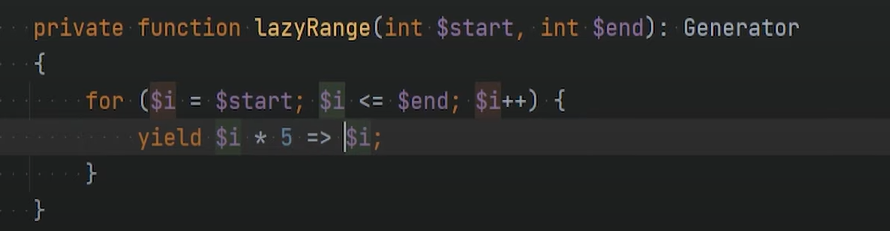 private function lazyRange(int $start, int $end): Generator
{
for ($i = $start; $i <= $end; $i++) {
yield $i * 5 => $i;
}
}